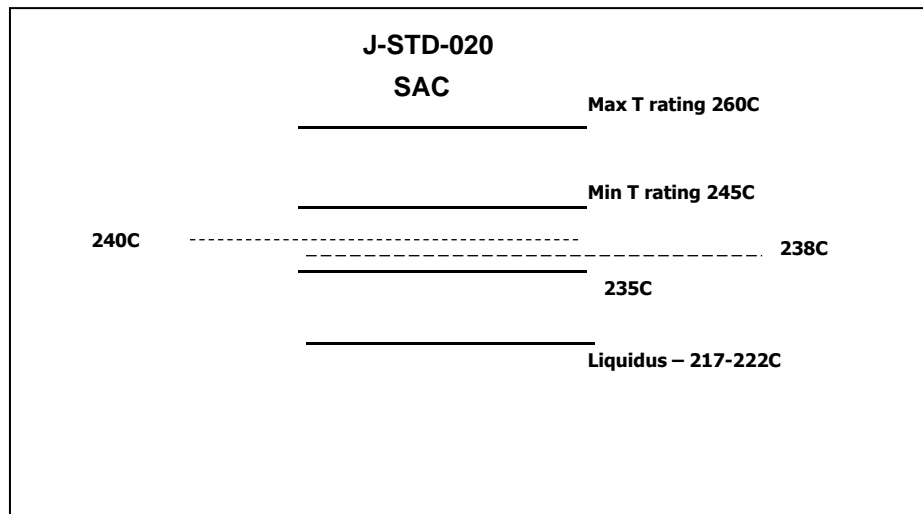 J-STD-020
SAC
Max T rating 260C
Min T rating 245C
240C
238C
235C
Liquidus – 217-222C